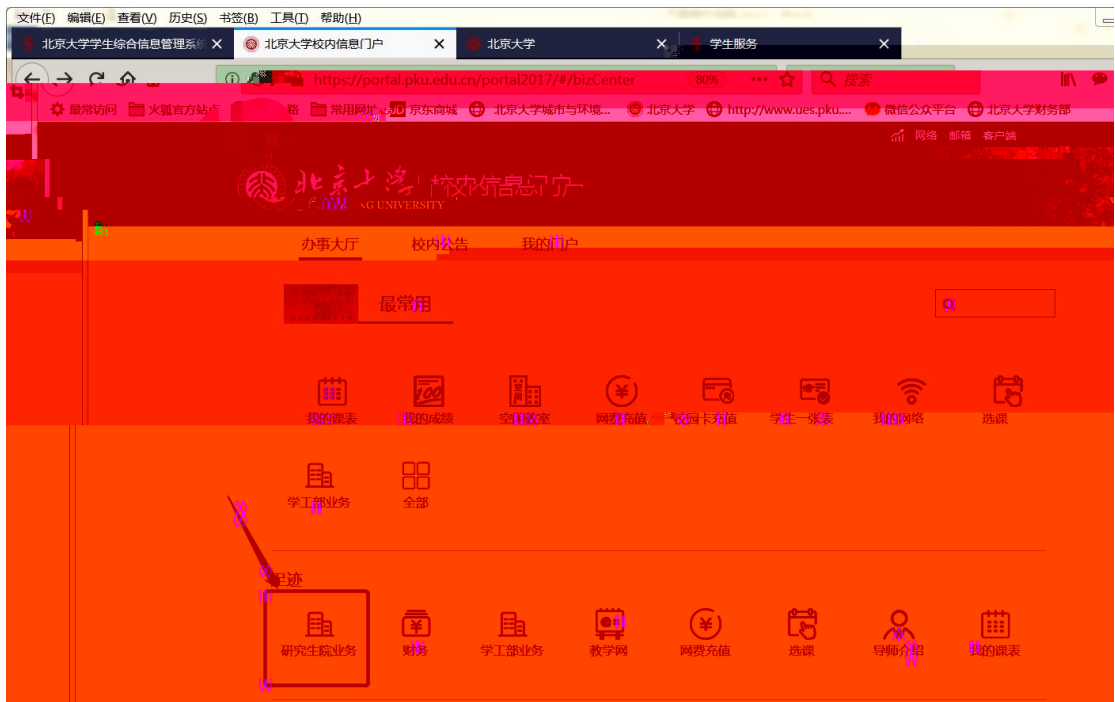 文件(F) 编辑(E) 查看(V) 历史(S) 书签(B) 工具(T) 帮助(H)
北京大学学生综合信息管理系统 北京大学校内信息门户 北京大学 学生服务
https://portal.pku.edu.cn/portal2017/#/bizCenter 80% 搜索
最常访问 火狐官方站点 常用网址 JD 京东商城 北京大学城市与环境... 北京大学 http://www.ues.pku.... 微信公众平台 北京大学财务部
网络 邮箱 客户端
北京大学 校内信息门户
NG UNIVERSITY
办事大厅 校内公告 我的门户
最常用
我的课表 我的成绩 空闲教室 网费充值 校园卡充值 学生一张表 我的网络 选课
学工部业务 全部
足迹
研究生院业务 财务 学工部业务 教学网 网费充值 选课 导师介绍 我的课表